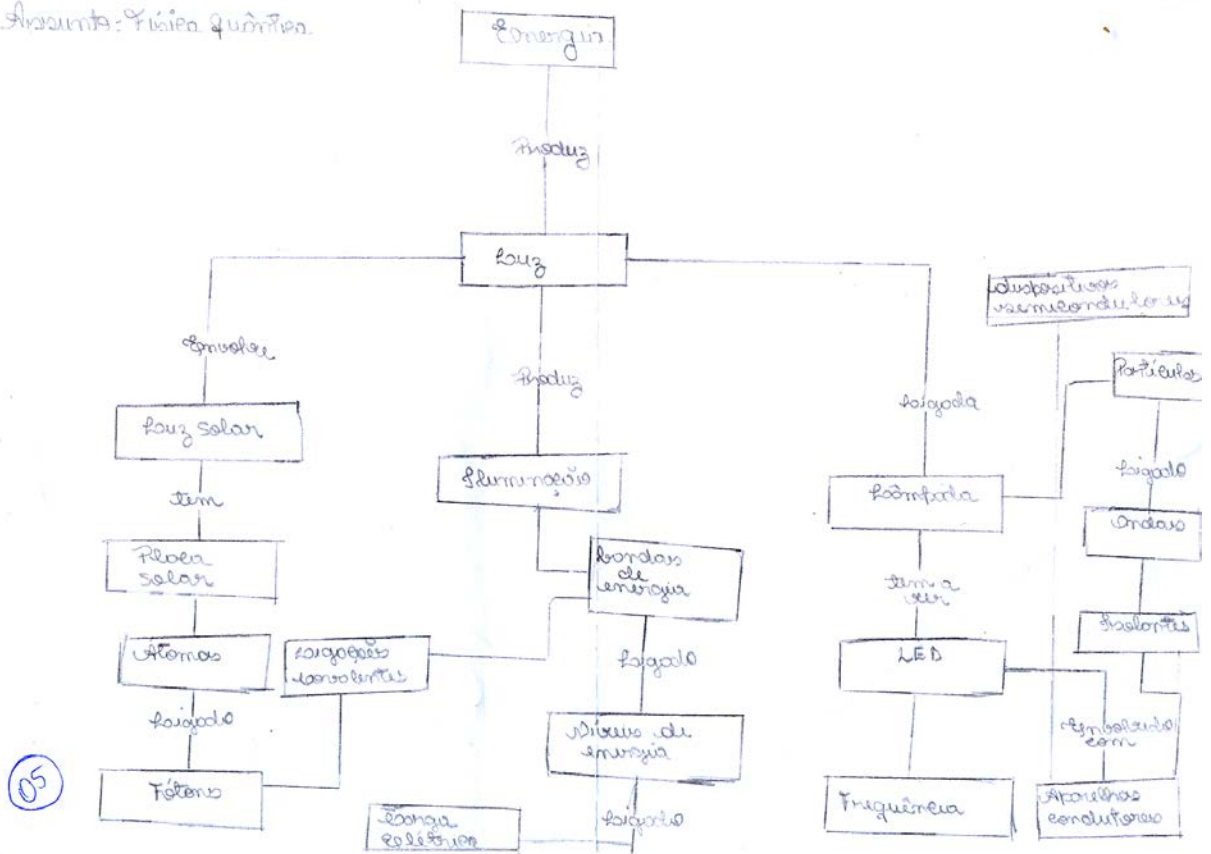 Assunto: Física quântica.
Energia
Produz
Luz
Envolve
Produz
Ligada
dispositivos
semicondutores
Partículas
Luz solar
Iluminação
Lâmpada
Ligado
Ondas
tem
Placa
solar
Bandas
de
energia
tem a
ver
Isolantes
Átomos
Ligações
covalentes
Ligado
LED
Ligado
Níveis de
energia
Envolvido
com
05
Fótons
Carga
elétrica
Ligado
Frequência
Aparelhos
condutores